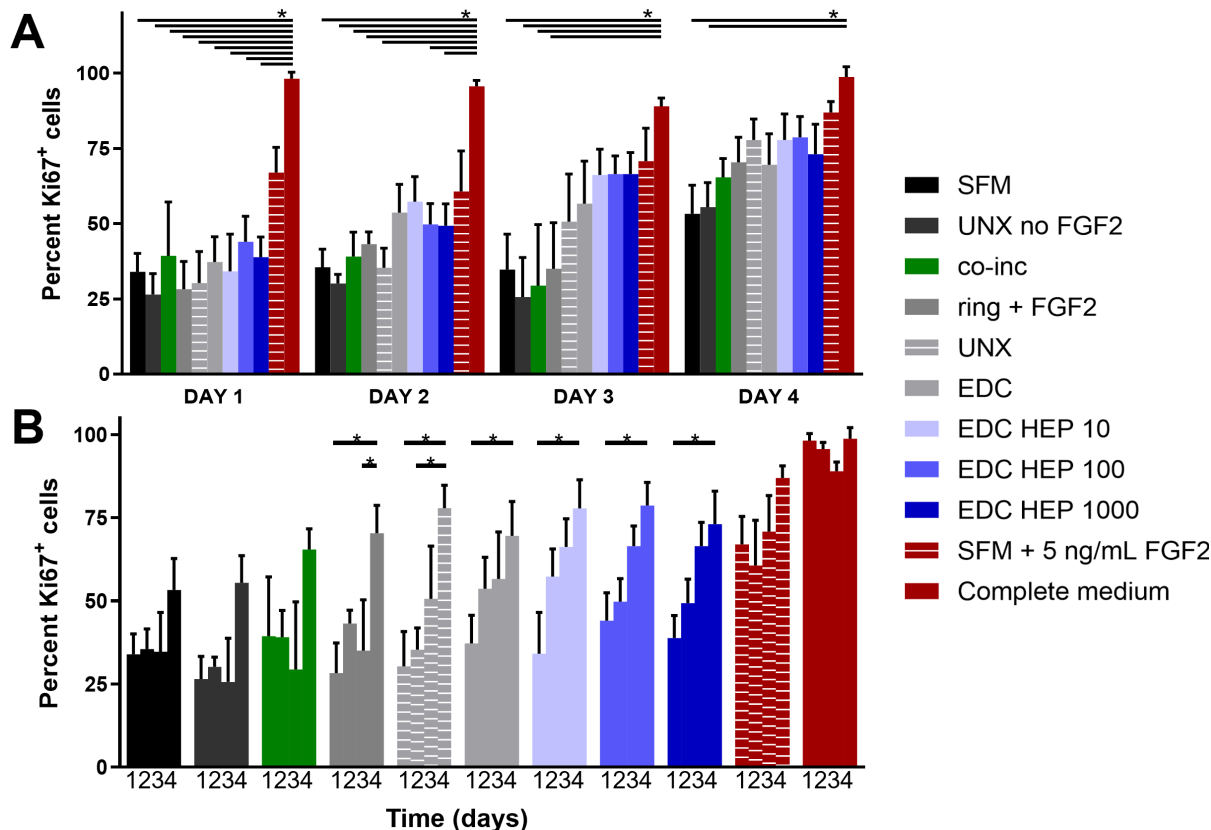 A
*
*
*
*
Percent Ki67⁺ cells
100
75
50
25
0
DAY 1
DAY 2
DAY 3
DAY 4
SFM
UNX no FGF2
co-inc
ring + FGF2
UNX
EDC
EDC HEP 10
EDC HEP 100
EDC HEP 1000
SFM + 5 ng/mL FGF2
Complete medium
B
* * * * * *
* *
Percent Ki67⁺ cells
100
75
50
25
0
1234 1234 1234 1234 1234 1234 1234 1234 1234 1234 1234
Time (days)